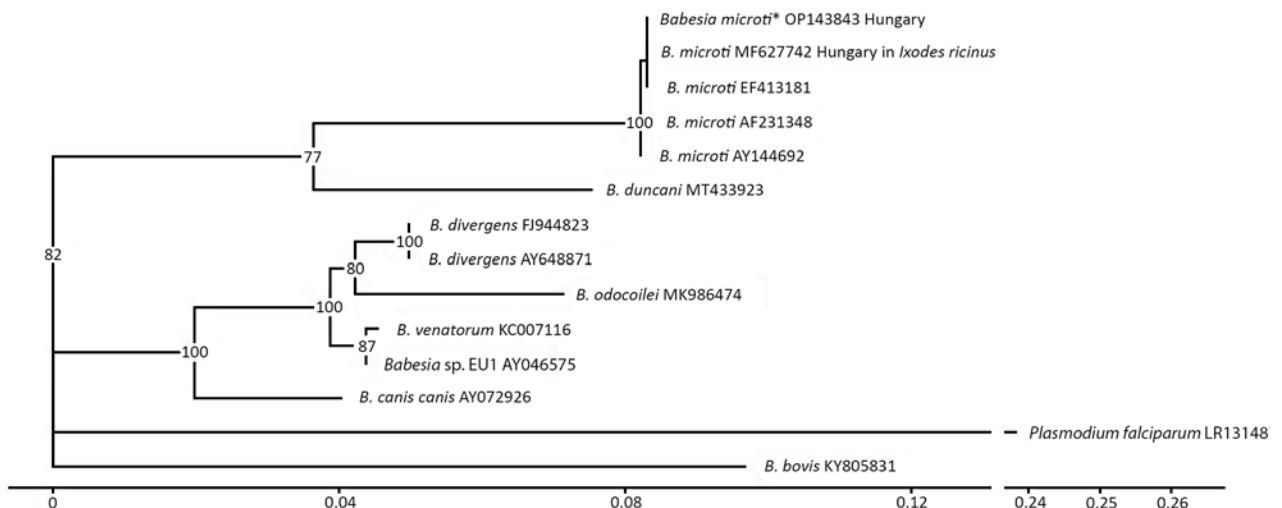 Babesia microti* OP143843 Hungary
B. microti MF627742 Hungary in Ixodes ricinus
B. microti EF413181
100
B. microti AF231348
B. microti AY144692
77
B. duncani MT433923
B. divergens FJ944823
100
82
B. divergens AY648871
80
B. odocoilei MK986474
100
B. venatorum KC007116
87
100
Babesia sp. EU1 AY046575
B. canis canis AY072926
Plasmodium falciparum
B. bovis KY805831
0 0.04 0.08 0.12 0.24 0.25 0.26